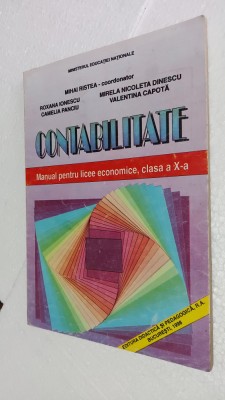 MINISTERUL EDUCAȚIEI NAȚIONALE
MIHAI RISTEA - coordonator
ROXANA IONESCU MIRELA NICOLETA DINESCU
CAMELIA PANCIU VALENTINA CAPOTĂ
CONTABILITATE
Manual pentru licee economice, clasa a X-a
EDITURA DIDACTICĂ ȘI PEDAGOGICĂ, R.A.
BUCUREȘTI, 1998